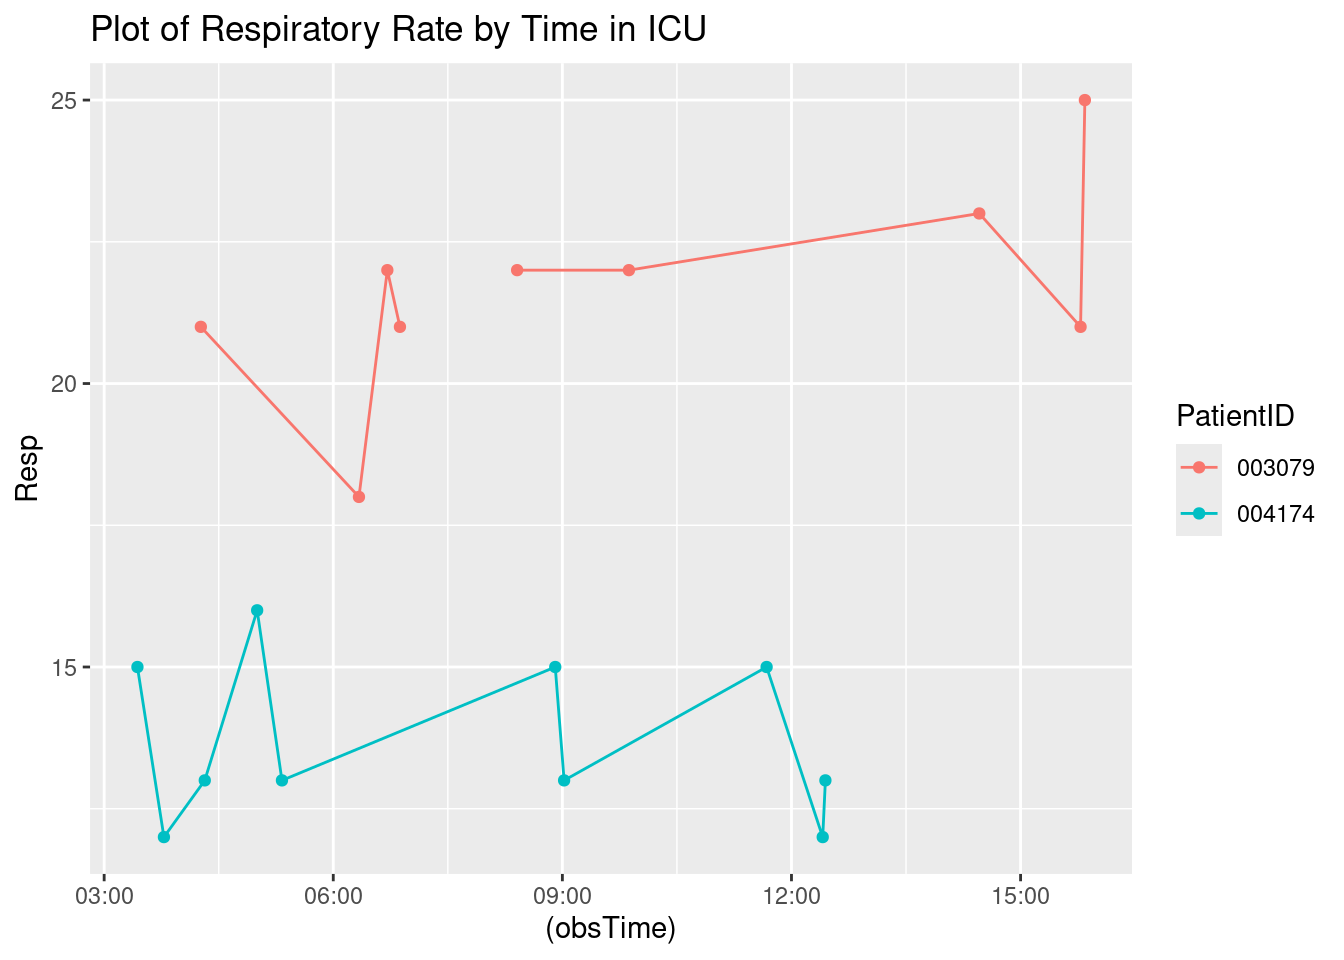 Plot of Respiratory Rate by Time in ICU
25
20
15
Resp
03:00 06:00 09:00 12:00 15:00
(obsTime)
PatientID
003079
004174